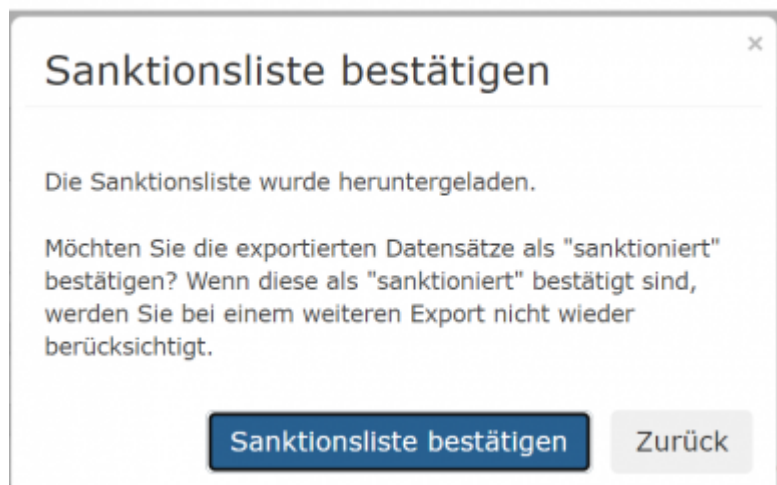 ×
Sanktionsliste bestätigen
Die Sanktionsliste wurde heruntergeladen.
Möchten Sie die exportierten Datensätze als "sanktioniert"
bestätigen? Wenn diese als "sanktioniert" bestätigt sind,
werden Sie bei einem weiteren Export nicht wieder
berücksichtigt.
Sanktionsliste bestätigen Zurück